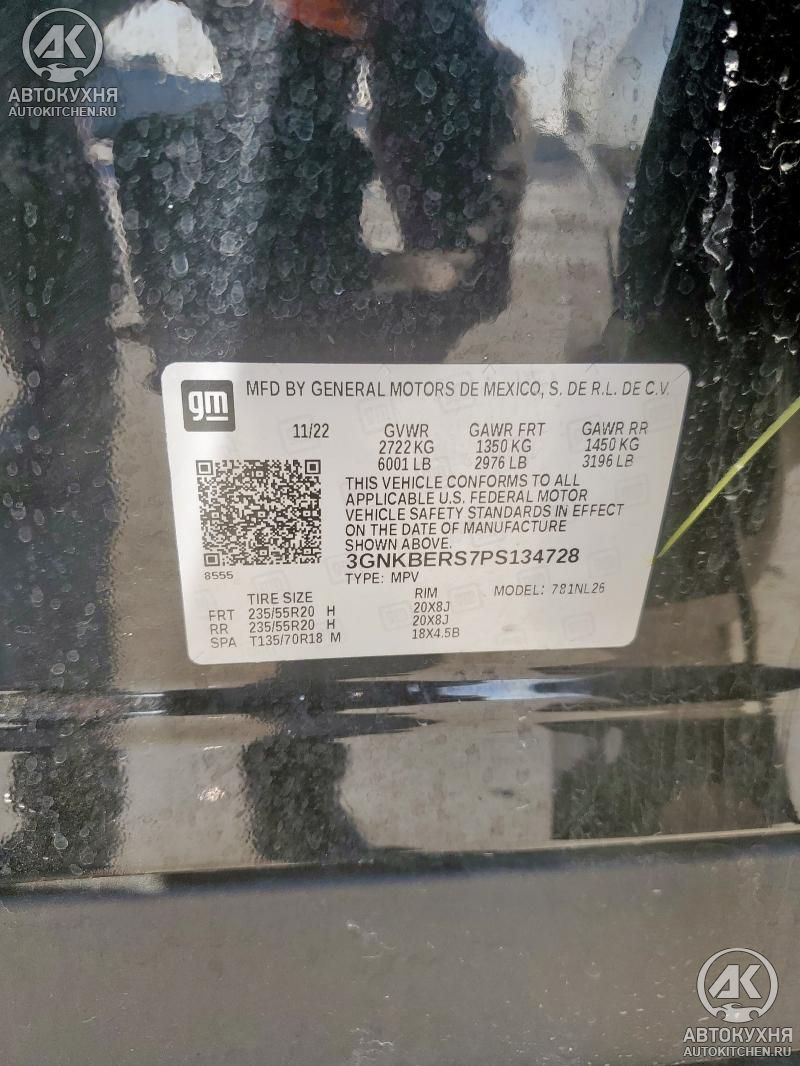 AK
АВТОКУХНЯ
AUTOKITCHEN.RU
gm MFD BY GENERAL MOTORS DE MEXICO, S. DE R.L. DE C.V.
11/22 GVWR GAWR FRT GAWR RR
2722 KG 1350 KG 1450 KG
6001 LB 2976 LB 3196 LB
THIS VEHICLE CONFORMS TO ALL
APPLICABLE U.S. FEDERAL MOTOR
VEHICLE SAFETY STANDARDS IN EFFECT
ON THE DATE OF MANUFACTURE
SHOWN ABOVE.
8555
3GNKBERS7PS134728
TYPE: MPV MODEL: 781NL26
TIRE SIZE RIM
FRT 235/55R20 H 20X8J
RR 235/55R20 H 20X8J
SPA T135/70R18 M 18X4.5B
AK
АВТОКУХНЯ
AUTOKITCHEN.RU